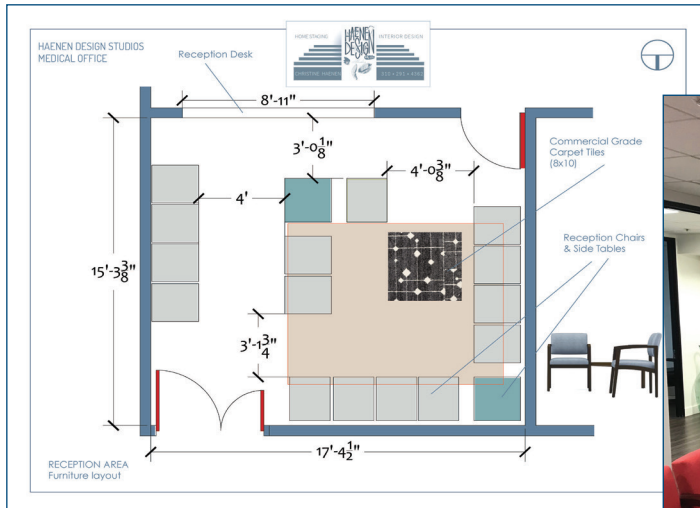 HAENEN DESIGN STUDIOS
MEDICAL OFFICE
Reception Desk
HOME STAGING
HAENEN
DESIGN
INTERIOR DESIGN
8'-11"
3'-0 1/8"
4'-0 3/8"
Commercial Grade
Carpet Tiles
(8x10)
4'
Reception Chairs
& Side Tables
15'-3 3/8"
3'-1 3/4"
17'-4 1/2"
RECEPTION AREA
Furniture layout